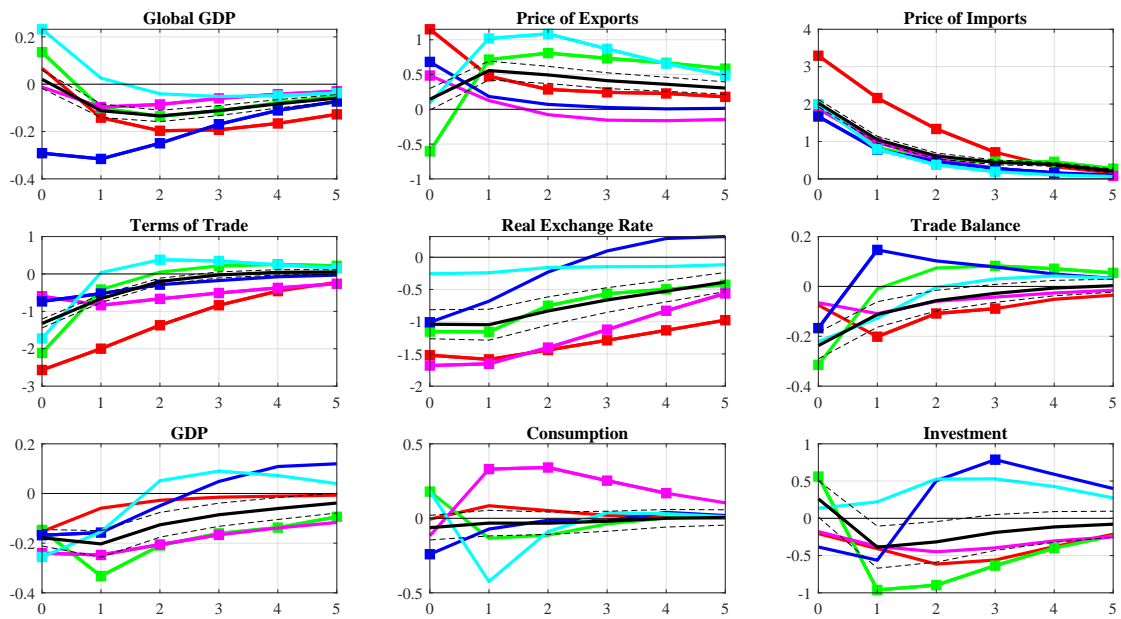 Global GDP
0.2
0
-0.2
-0.4
0 1 2 3 4 5
Price of Exports
1
0.5
0
-0.5
-1
0 1 2 3 4 5
Price of Imports
4
3
2
1
0
0 1 2 3 4 5
Terms of Trade
1
0
-1
-2
-3
0 1 2 3 4 5
Real Exchange Rate
0
-0.5
-1
-1.5
-2
0 1 2 3 4 5
Trade Balance
0.2
0
-0.2
-0.4
0 1 2 3 4 5
GDP
0.2
0
-0.2
-0.4
0 1 2 3 4 5
Consumption
0.5
0
-0.5
0 1 2 3 4 5
Investment
1
0.5
0
-0.5
-1
0 1 2 3 4 5